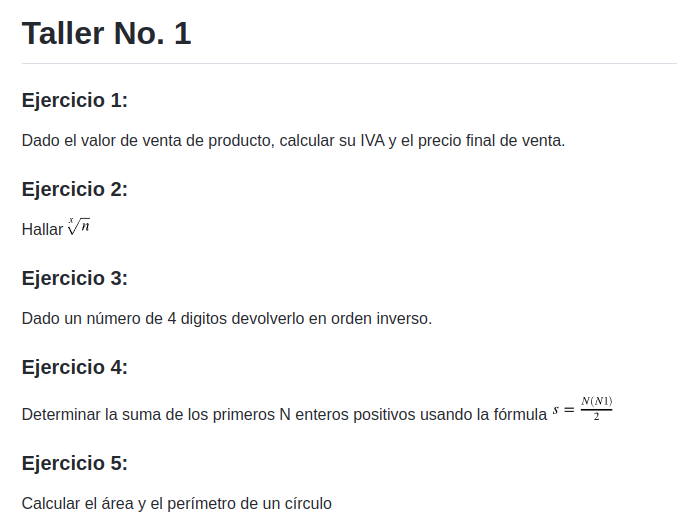 Taller No. 1
Ejercicio 1:
Dado el valor de venta de producto, calcular su IVA y el precio final de venta.
Ejercicio 2:
Hallar $\sqrt[x]{n}$
Ejercicio 3:
Dado un número de 4 digitos devolverlo en orden inverso.
Ejercicio 4:
Determinar la suma de los primeros N enteros positivos usando la fórmula $s = \frac{N(N1)}{2}$
Ejercicio 5:
Calcular el área y el perímetro de un círculo